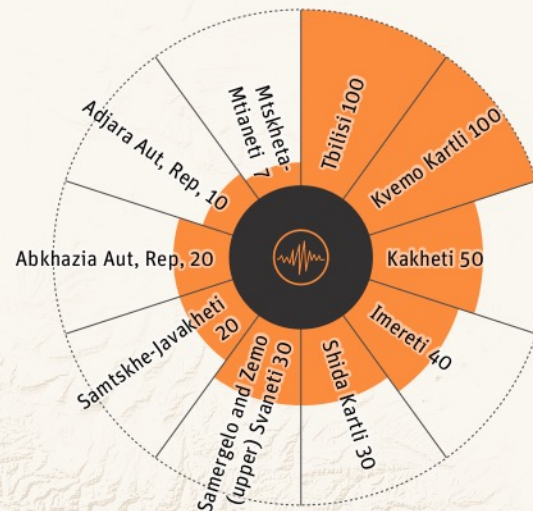 Tbilisi 100
Kvemo Kartli 100
Kakheti 50
Imereti 40
Shida Kartli 30
Samergelo and Zemo
(upper) Svaneti 30
Samtskhe-Javakheti
20
Abkhazia Aut, Rep, 20
Adjara Aut, Rep, 10
Mtskheta-
Mtianeti 7